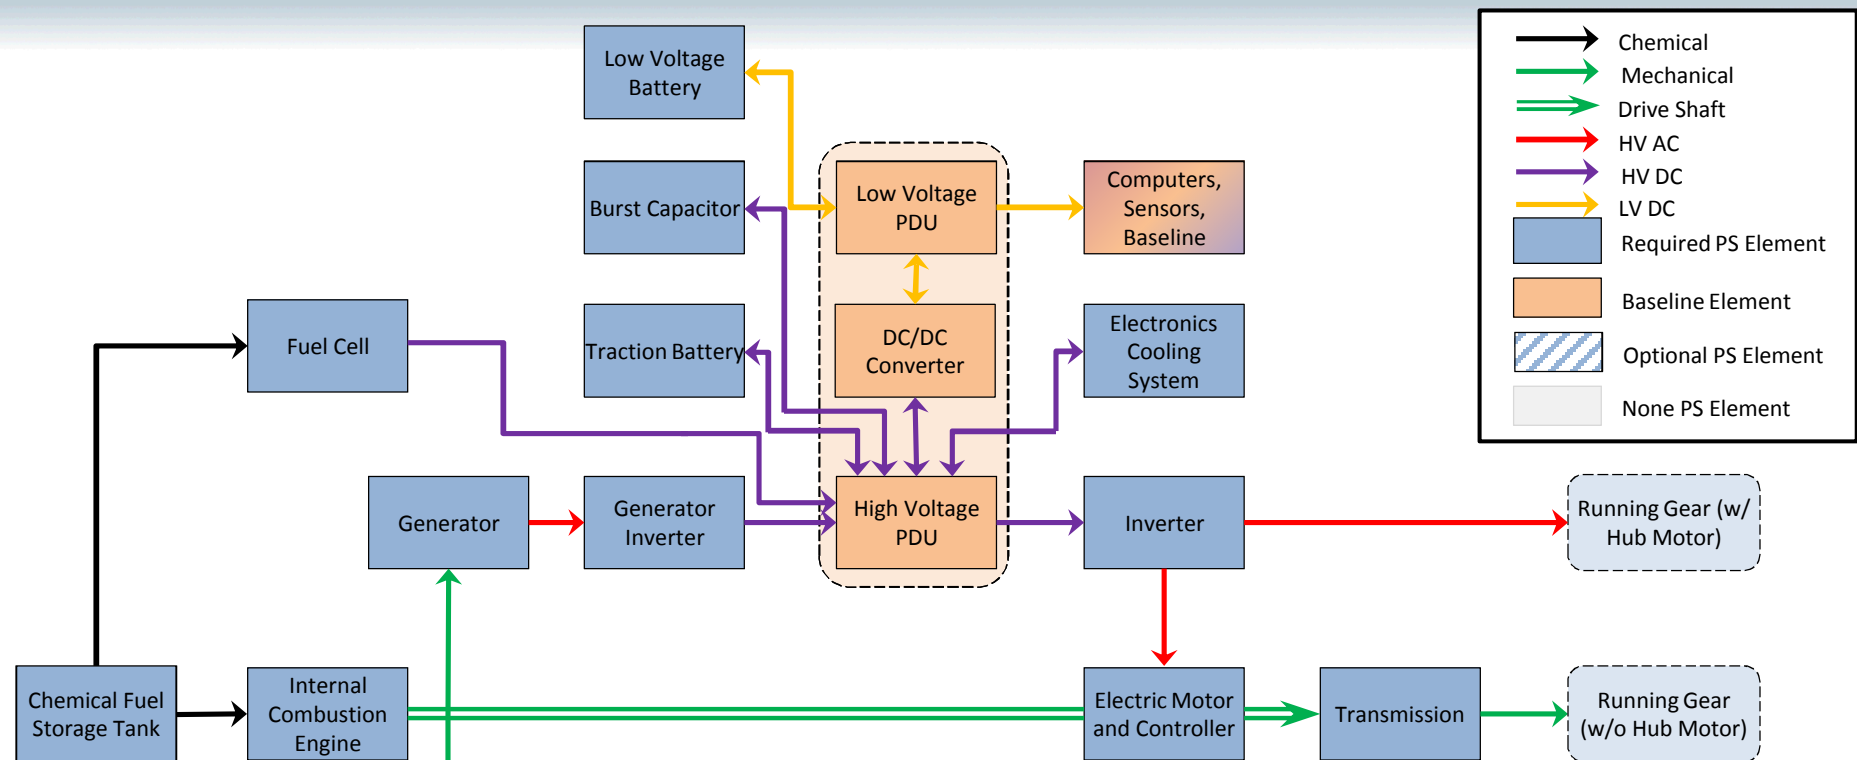 Low Voltage
Battery
Burst Capacitor
Low Voltage
PDU
Computers,
Sensors,
Baseline
Fuel Cell
Traction Battery
DC/DC
Converter
Electronics
Cooling
System
Generator
Generator
Inverter
High Voltage
PDU
Inverter
Running Gear (w/
Hub Motor)
Chemical Fuel
Storage Tank
Internal
Combustion
Engine
Electric Motor
and Controller
Transmission
Running Gear
(w/o Hub Motor)
Chemical
Mechanical
Drive Shaft
HV AC
HV DC
LV DC
Required PS Element
Baseline Element
Optional PS Element
None PS Element